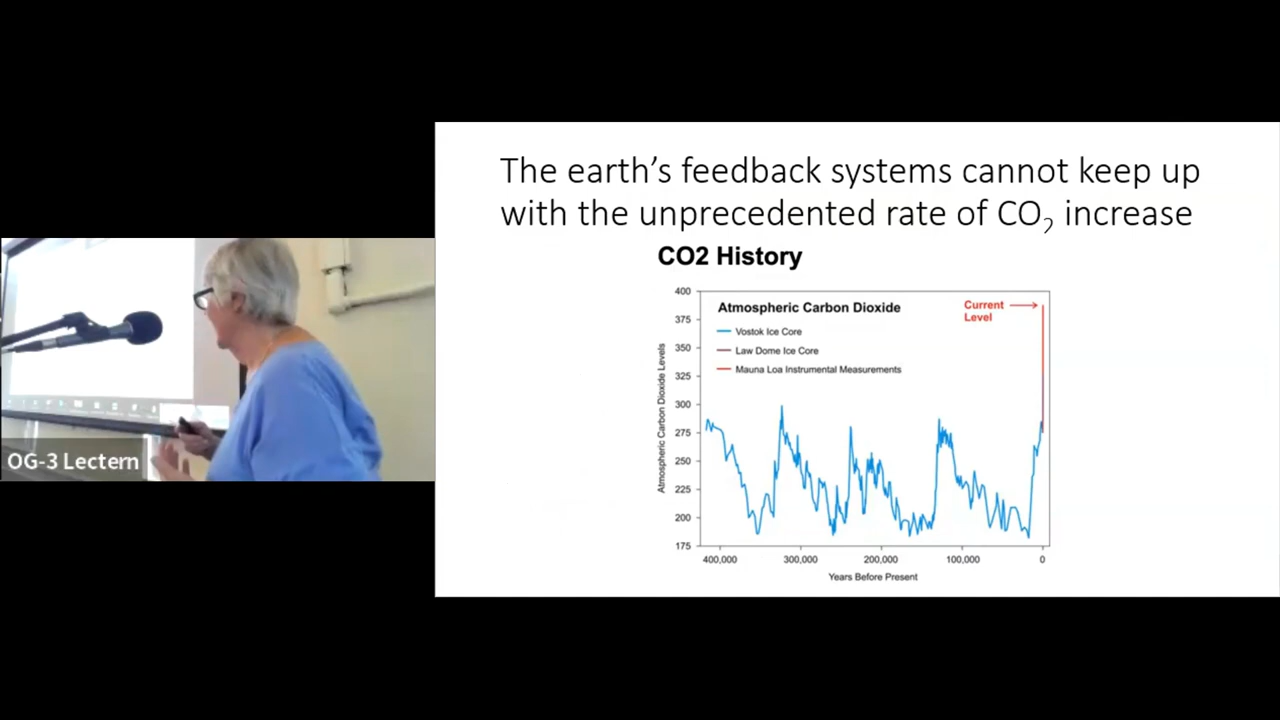 The earth’s feedback systems cannot keep up
with the unprecedented rate of CO₂ increase
CO2 History
Atmospheric Carbon Dioxide
Current
Level
Vostok Ice Core
Law Dome Ice Core
Mauna Loa Instrumental Measurements
Atmospheric Carbon Dioxide Levels
400
375
350
325
300
275
250
225
200
175
400,000
300,000
200,000
100,000
0
Years Before Present
OG-3 Lectern